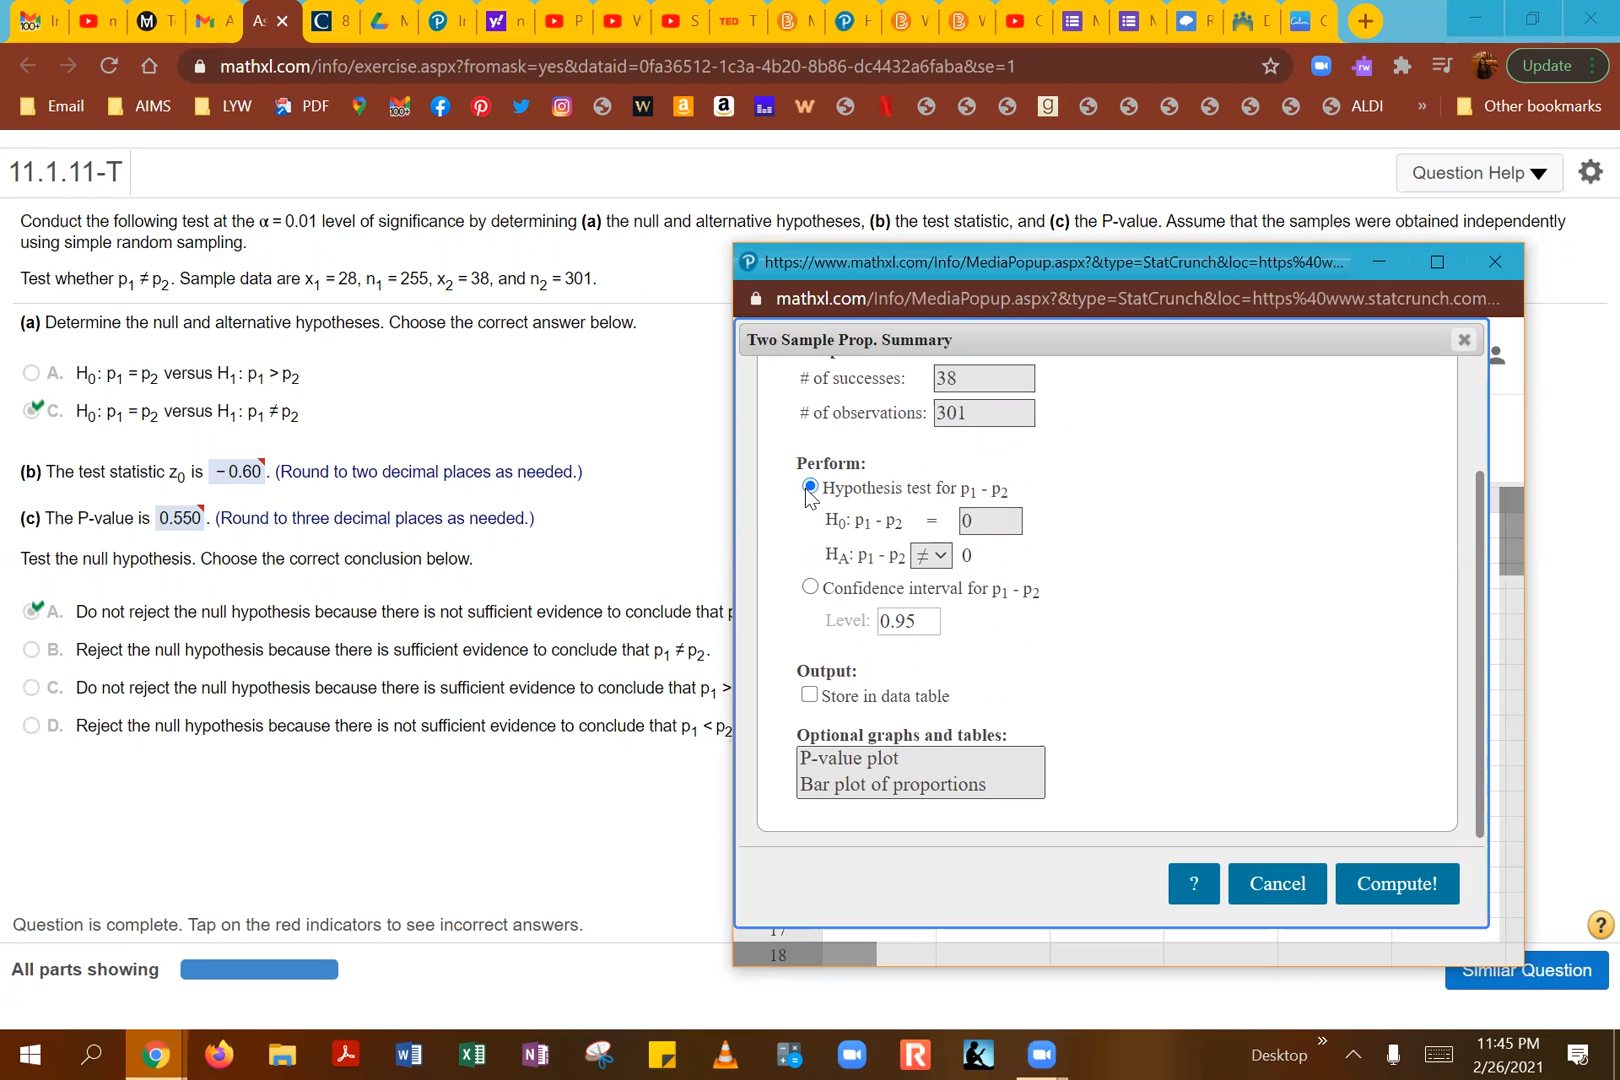 mathxl.com/info/exercise.aspx?fromask=yes&dataid=0fa36512-1c3a-4b20-8b86-dc4432a6faba&se=1
Update
Email AIMS LYW PDF ALDI » Other bookmarks
11.1.11-T
Question Help
Conduct the following test at the α = 0.01 level of significance by determining (a) the null and alternative hypotheses, (b) the test statistic, and (c) the P-value. Assume that the samples were obtained independently
using simple random sampling.
Test whether p1 ≠ p2. Sample data are x1 = 28, n1 = 255, x2 = 38, and n2 = 301.
(a) Determine the null and alternative hypotheses. Choose the correct answer below.
A. H0: p1 = p2 versus H1: p1 > p2
C. H0: p1 = p2 versus H1: p1 ≠ p2
(b) The test statistic z0 is − 0.60. (Round to two decimal places as needed.)
(c) The P-value is 0.550. (Round to three decimal places as needed.)
Test the null hypothesis. Choose the correct conclusion below.
A. Do not reject the null hypothesis because there is not sufficient evidence to conclude that
B. Reject the null hypothesis because there is sufficient evidence to conclude that p1 ≠ p2.
C. Do not reject the null hypothesis because there is sufficient evidence to conclude that p1 >
D. Reject the null hypothesis because there is not sufficient evidence to conclude that p1 < p2
https://www.mathxl.com/Info/MediaPopup.aspx?&type=StatCrunch&loc=https%40w...
mathxl.com/Info/MediaPopup.aspx?&type=StatCrunch&loc=https%40www.statcrunch.com...
Two Sample Prop. Summary
# of successes: 38
# of observations: 301
Perform:
Hypothesis test for p1 - p2
H0: p1 - p2 = 0
HA: p1 - p2 ≠ 0
Confidence interval for p1 - p2
Level: 0.95
Output:
Store in data table
Optional graphs and tables:
P-value plot
Bar plot of proportions
? Cancel Compute!
17
18
Question is complete. Tap on the red indicators to see incorrect answers.
?
All parts showing
Similar Question
Desktop
11:45 PM
2/26/2021